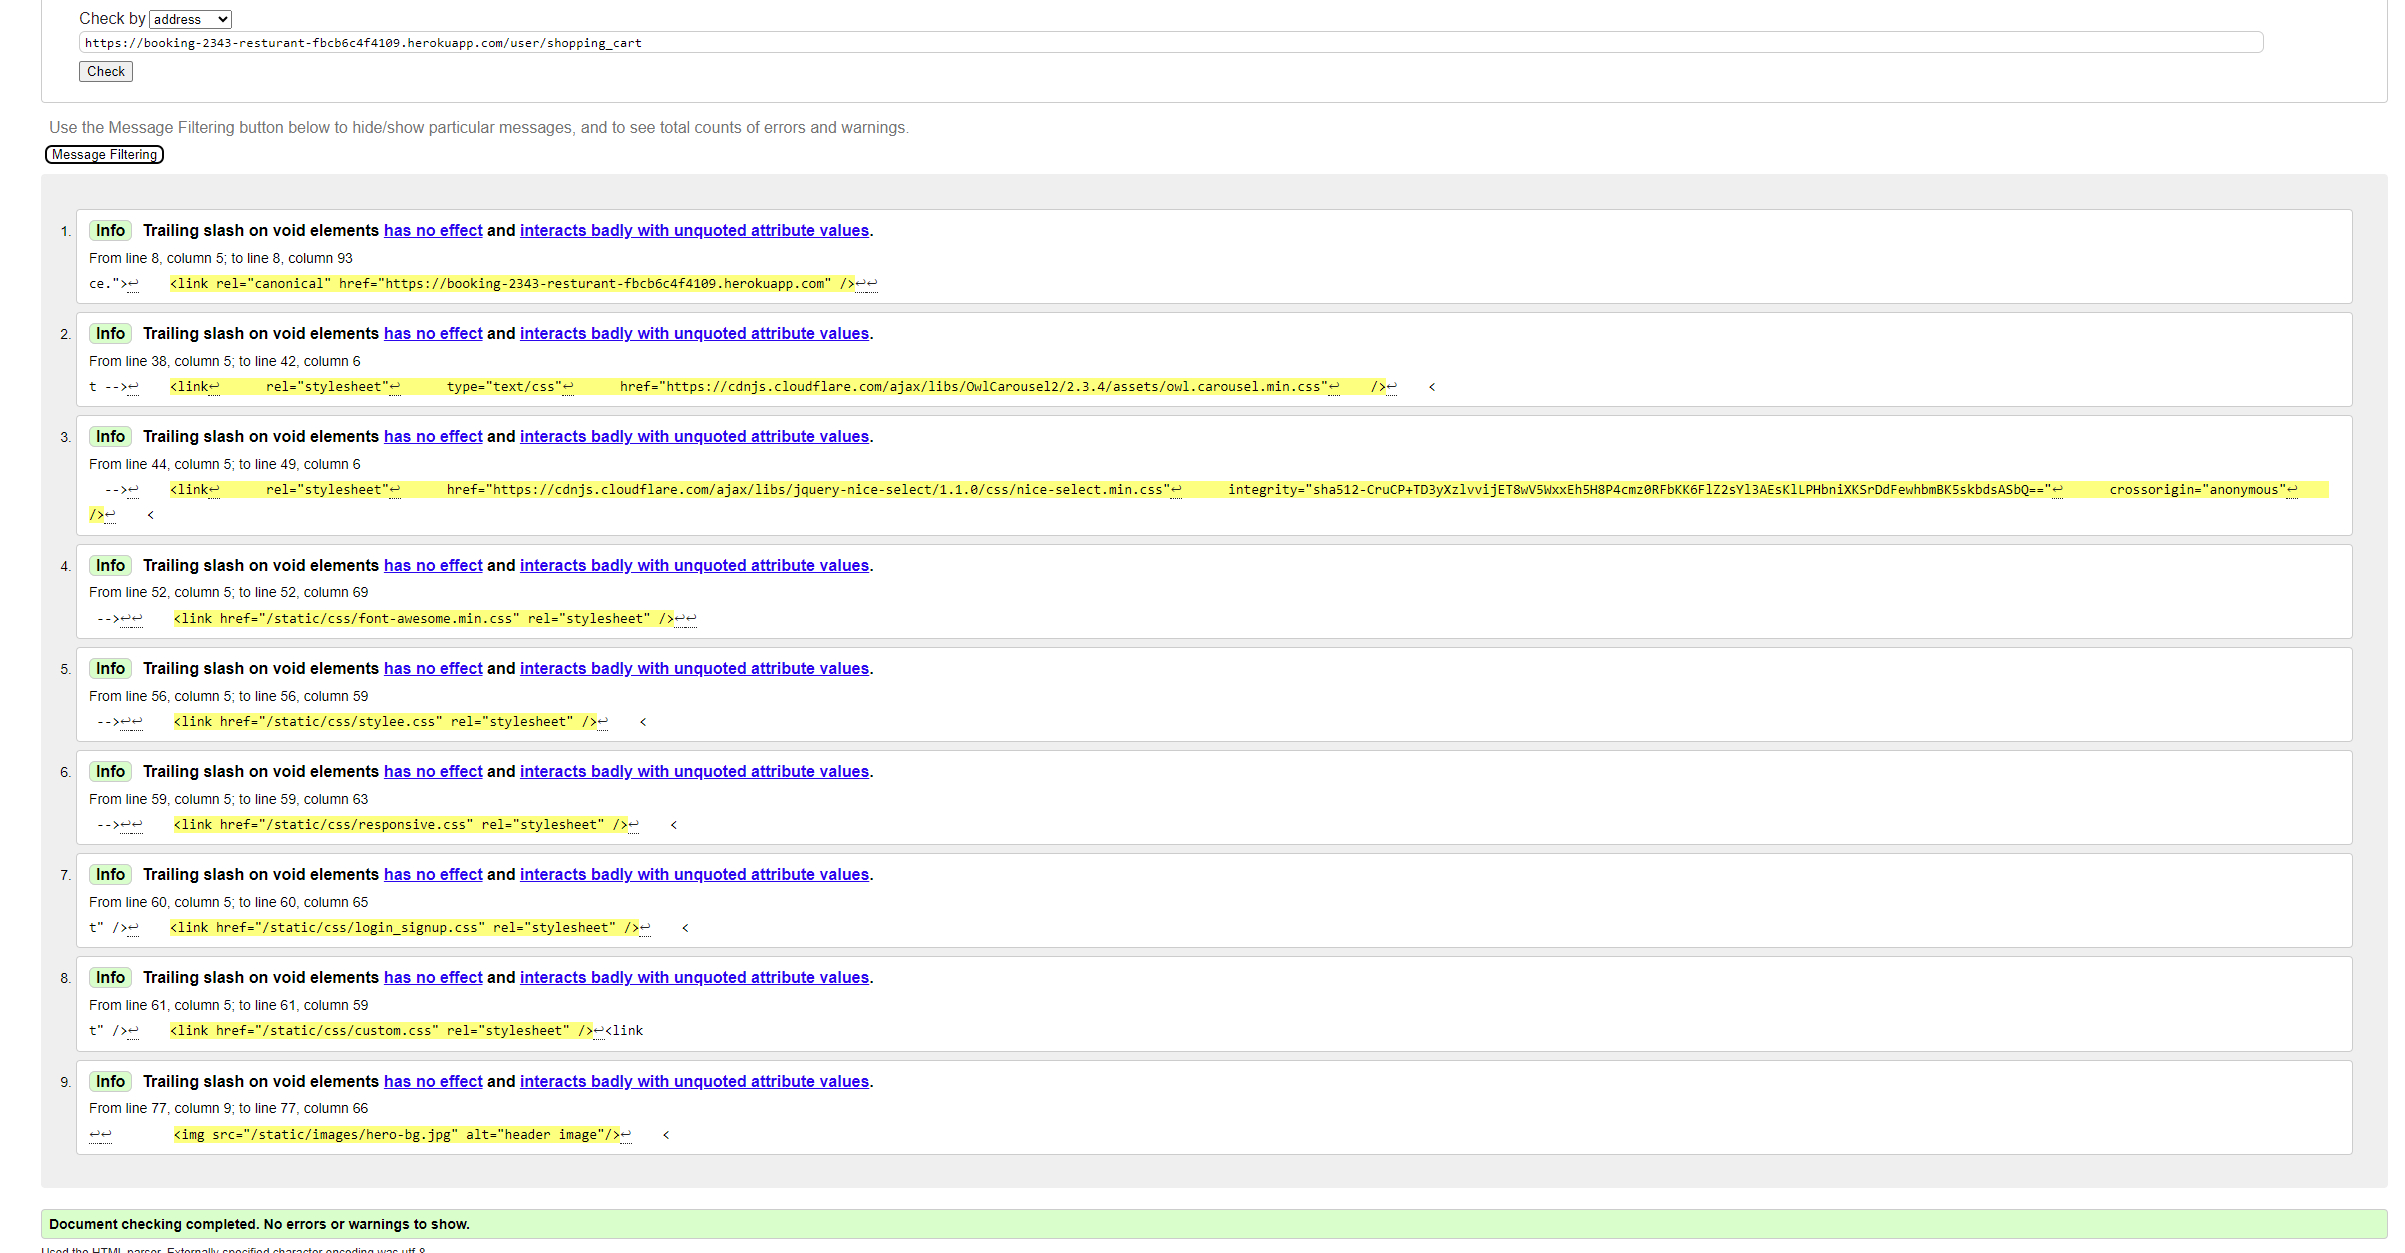 Check by address
https://booking-2343-resturant-fbcb6c4f4109.herokuapp.com/user/shopping_cart
Check
Use the Message Filtering button below to hide/show particular messages, and to see total counts of errors and warnings.
Message Filtering
1. Info Trailing slash on void elements has no effect and interacts badly with unquoted attribute values.
From line 8, column 5; to line 8, column 93
ce.">↩ <link rel="canonical" href="https://booking-2343-resturant-fbcb6c4f4109.herokuapp.com" />↩↩
2. Info Trailing slash on void elements has no effect and interacts badly with unquoted attribute values.
From line 38, column 5; to line 42, column 6
t -->↩ <link↩ rel="stylesheet"↩ type="text/css"↩ href="https://cdnjs.cloudflare.com/ajax/libs/OwlCarousel2/2.3.4/assets/owl.carousel.min.css"↩ />↩ <
3. Info Trailing slash on void elements has no effect and interacts badly with unquoted attribute values.
From line 44, column 5; to line 49, column 6
-->↩ <link↩ rel="stylesheet"↩ href="https://cdnjs.cloudflare.com/ajax/libs/jquery-nice-select/1.1.0/css/nice-select.min.css"↩ integrity="sha512-CruCP+TD3yXzlvvijET8wV5WxxEh5H8P4cmz0RFbKK6FlZ2sYl3AEsKlLPHbniXKSrDdFewhbmBK5skbdsASbQ=="↩ crossorigin="anonymous"↩
/>↩ <
4. Info Trailing slash on void elements has no effect and interacts badly with unquoted attribute values.
From line 52, column 5; to line 52, column 69
-->↩↩ <link href="/static/css/font-awesome.min.css" rel="stylesheet" />↩↩
5. Info Trailing slash on void elements has no effect and interacts badly with unquoted attribute values.
From line 56, column 5; to line 56, column 59
-->↩↩ <link href="/static/css/stylee.css" rel="stylesheet" />↩ <
6. Info Trailing slash on void elements has no effect and interacts badly with unquoted attribute values.
From line 59, column 5; to line 59, column 63
-->↩↩ <link href="/static/css/responsive.css" rel="stylesheet" />↩ <
7. Info Trailing slash on void elements has no effect and interacts badly with unquoted attribute values.
From line 60, column 5; to line 60, column 65
t" />↩ <link href="/static/css/login_signup.css" rel="stylesheet" />↩ <
8. Info Trailing slash on void elements has no effect and interacts badly with unquoted attribute values.
From line 61, column 5; to line 61, column 59
t" />↩ <link href="/static/css/custom.css" rel="stylesheet" />↩<link
9. Info Trailing slash on void elements has no effect and interacts badly with unquoted attribute values.
From line 77, column 9; to line 77, column 66
↩↩ <img src="/static/images/hero-bg.jpg" alt="header image"/>↩ <
Document checking completed. No errors or warnings to show.
Used the HTML parser. Externally specified character encoding was utf-8.